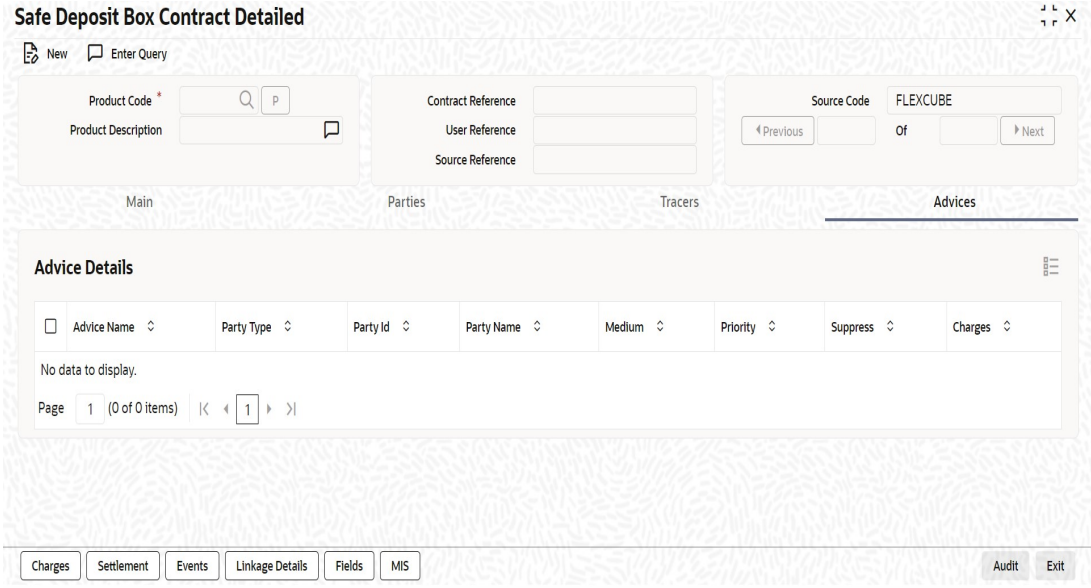 Safe Deposit Box Contract Detailed
New Enter Query
Product Code * P
Product Description
Contract Reference
User Reference
Source Reference
Source Code FLEXCUBE
Previous Of Next
Main Parties Tracers Advices
Advice Details
Advice Name Party Type Party Id Party Name Medium Priority Suppress Charges
No data to display.
Page 1 (0 of 0 items) 1
Charges Settlement Events Linkage Details Fields MIS Audit Exit